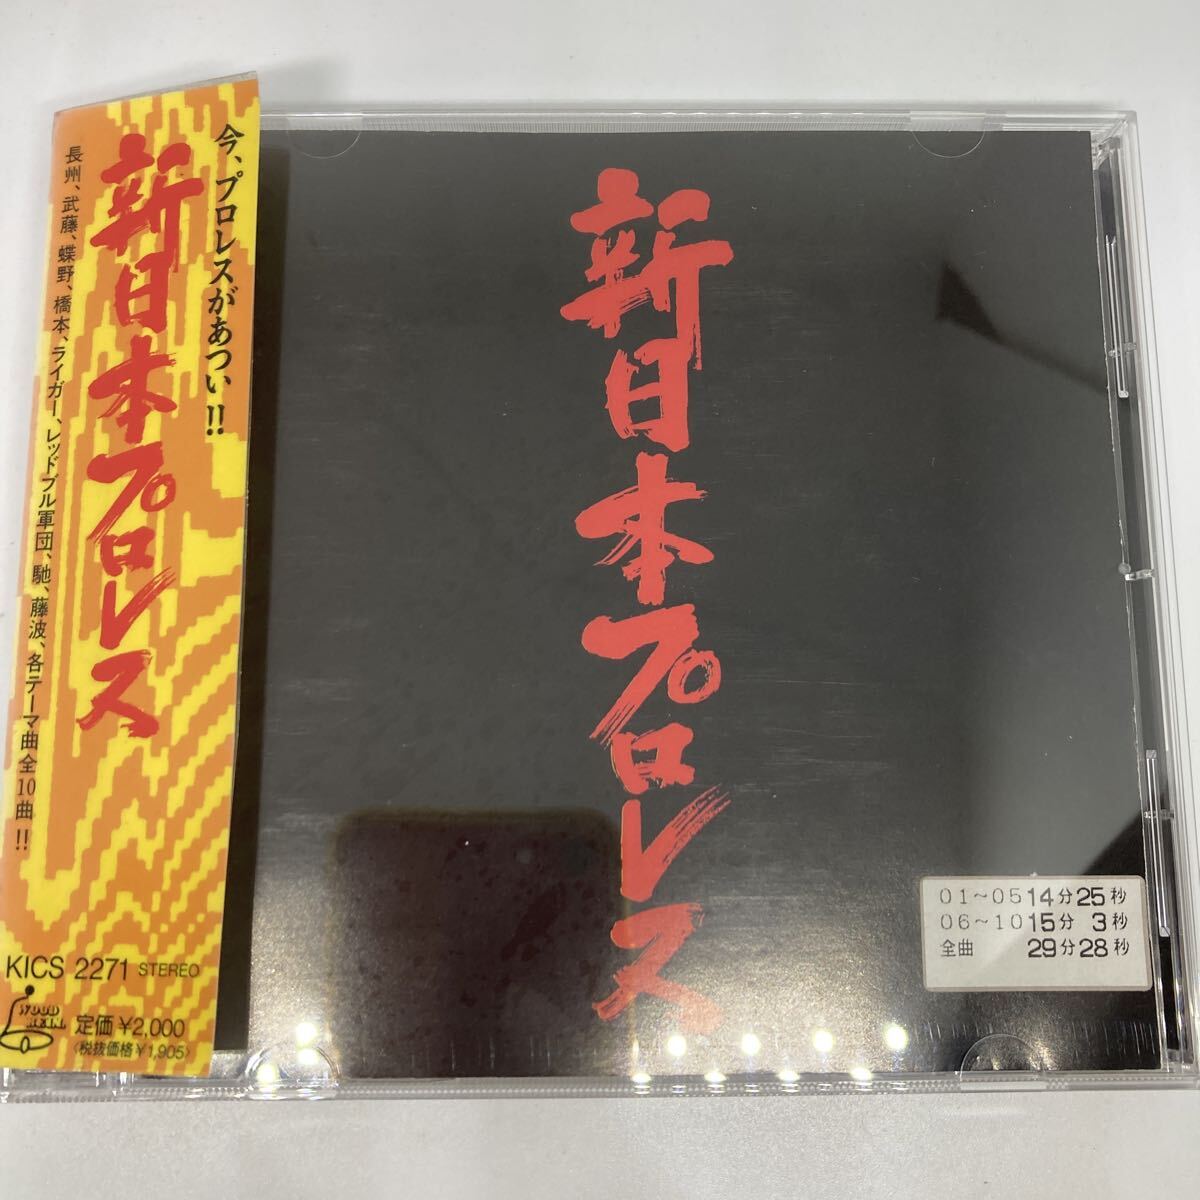 今、プロレスがあつい!!
新日本プロレス
長州、武藤、蝶野、橋本、ライガー、レッドブル軍団、馳、藤波、各テーマ曲全10曲!!
KICS 2271 STEREO
WOOD
定価¥2,000
〈税抜価格¥1,905〉
新日本プロレス
01～05 14分25秒
06～10 15分 3秒
全曲 29分28秒